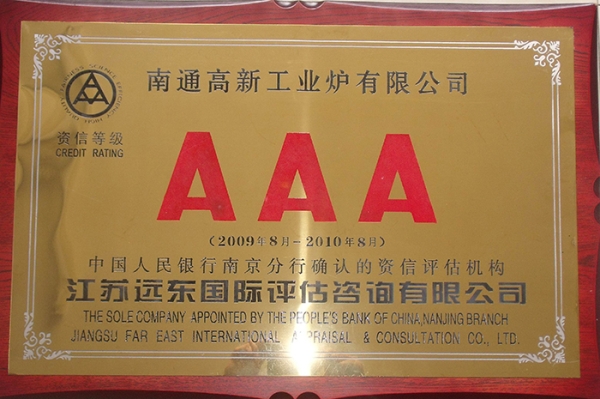 南通高新工业炉有限公司
资信等级
CREDIT RATING
AAA
(2009年8月-2010年8月)
中国人民银行南京分行确认的资信评估机构
江苏远东国际评估咨询有限公司
THE SOLE COMPANY APPOINTED BY THE PEOPLE'S BANK OF CHINA,NANJING BRANCH
JIANGSU FAR EAST INTERNATIONAL APPRAISAL & CONSULTATION CO., LTD.